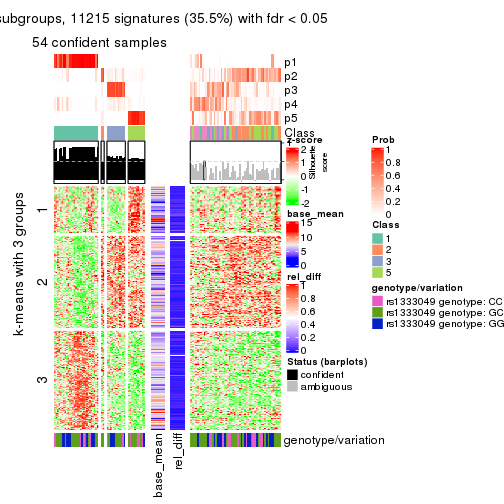 subgroups, 11215 signatures (35.5%) with fdr < 0.05
54 confident samples
p1
p2
p3
p4
p5
Class
1
Silhouette
score
k-means with 3 groups
1
2
3
genotype/variation
base_mean
rel_diff
z-score
2
1
0
-1
-2
base_mean
15
10
5
0
rel_diff
1
0.8
0.6
0.4
0.2
0
Status (barplots)
confident
ambiguous
Prob
1
0.8
0.6
0.4
0.2
0
Class
1
2
3
5
genotype/variation
rs1333049 genotype: CC
rs1333049 genotype: GC
rs1333049 genotype: GG